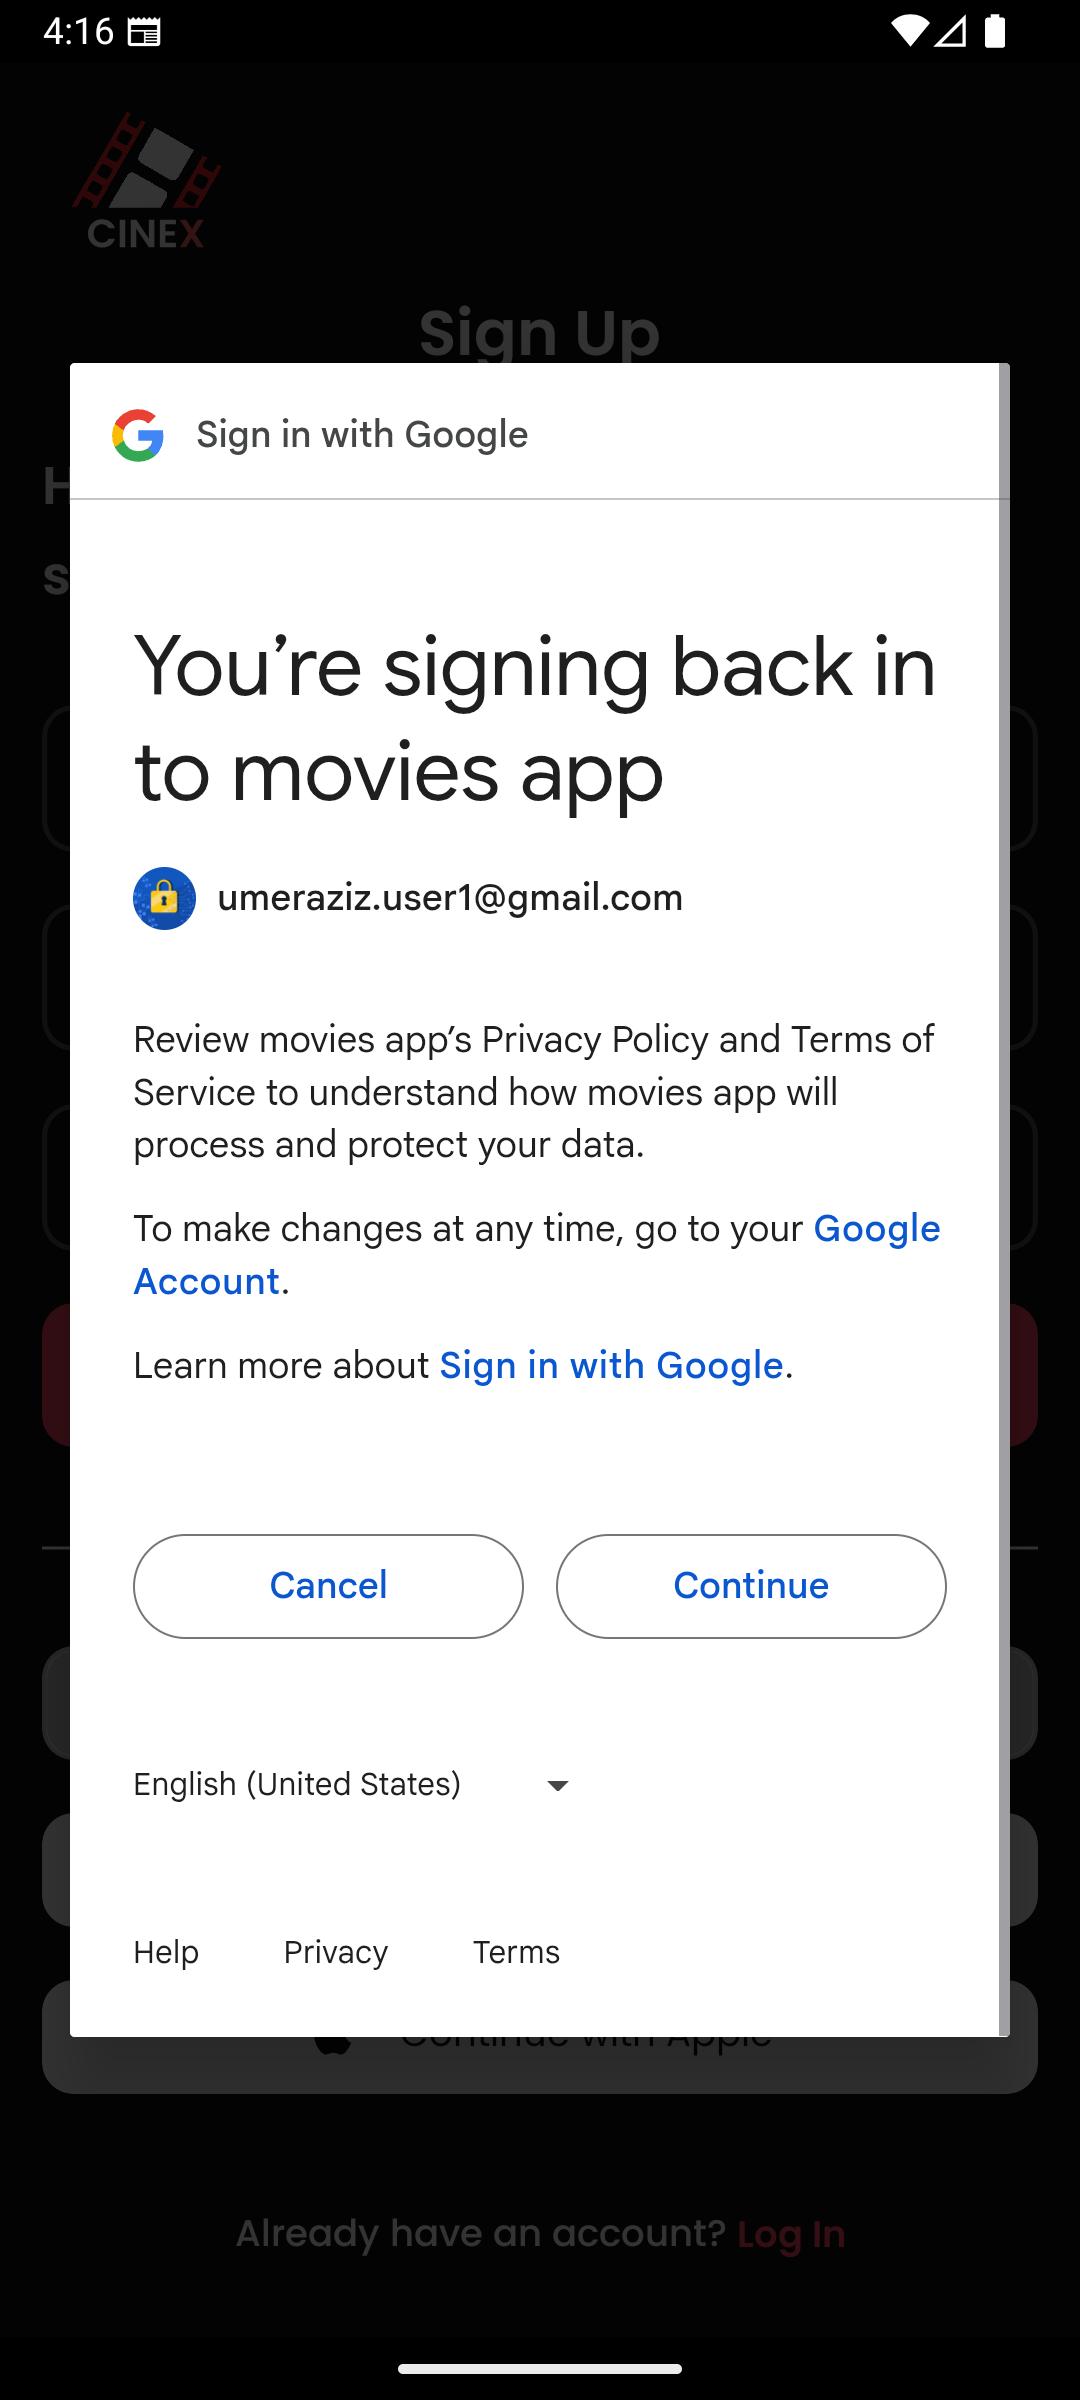 4:16
CINEX
Sign Up
Sign in with Google
You’re signing back in
to movies app
umeraziz.user1@gmail.com
Review movies app’s Privacy Policy and Terms of
Service to understand how movies app will
process and protect your data.
To make changes at any time, go to your Google
Account.
Learn more about Sign in with Google.
Cancel
Continue
English (United States)
Help
Privacy
Terms
Continue with Apple
Already have an account? Log In